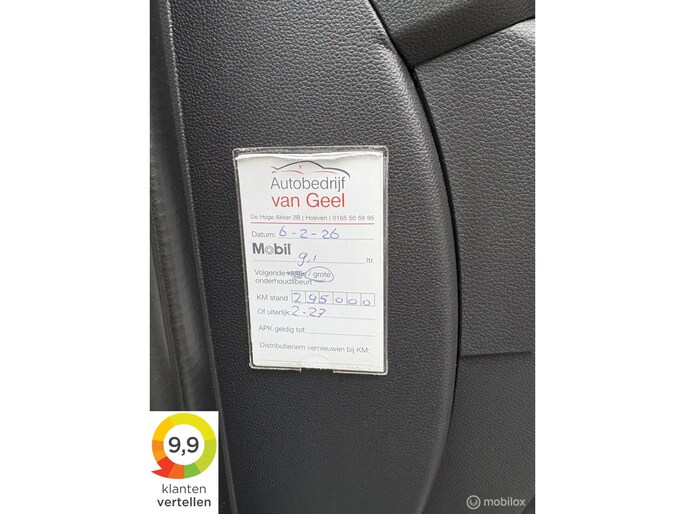 Autobedrijf
van Geel
De Hoge Akker 2B | Hoeven | 0165 50 59 95
Datum: 6-2-26
Mobil
9,1 ltr.
Volgende kleine / grote
onderhoudsbeurt
KM stand 295000
Of uiterlijk: 2-27
APK geldig tot:
Distributieriem vernieuwen bij KM:
9,9
klanten
vertellen
mobilox